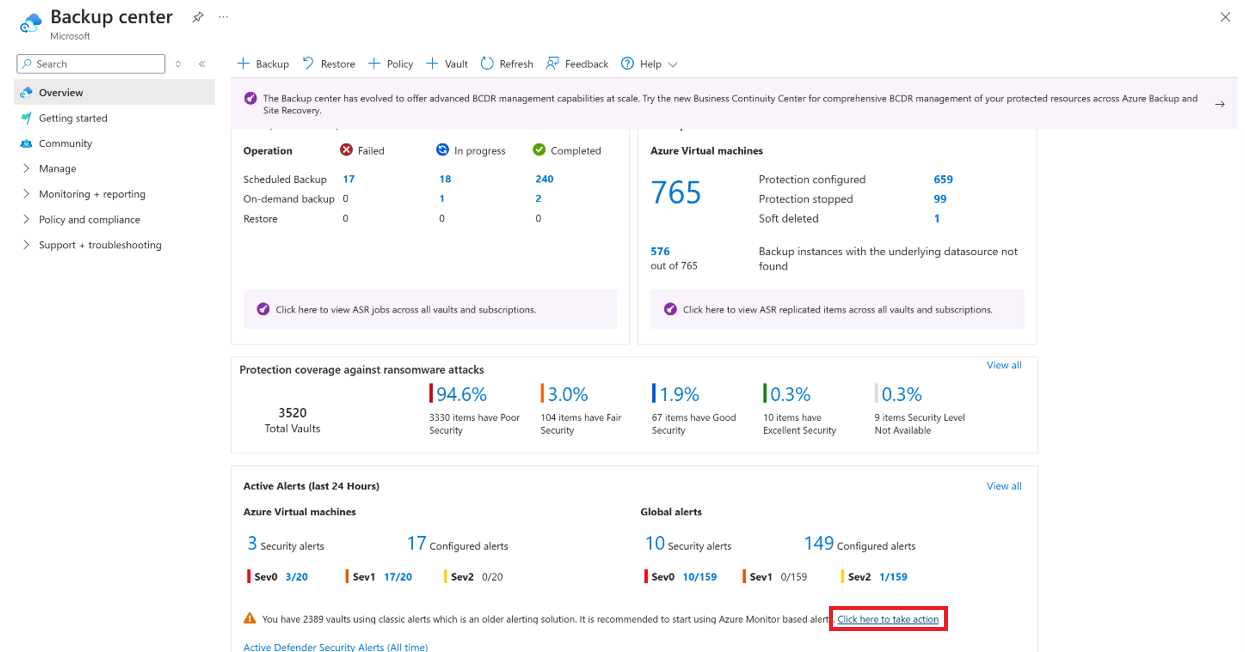 Backup center
Microsoft
Search
Backup Restore Policy Vault Refresh Feedback Help
Overview
Getting started
Community
Manage
Monitoring + reporting
Policy and compliance
Support + troubleshooting
The Backup center has evolved to offer advanced BCDR management capabilities at scale. Try the new Business Continuity Center for comprehensive BCDR management of your protected resources across Azure Backup and
Site Recovery.
Operation Failed In progress Completed
Scheduled Backup 17 18 240
On-demand backup 0 1 2
Restore 0 0 0
Click here to view ASR jobs across all vaults and subscriptions.
Azure Virtual machines
765
Protection configured 659
Protection stopped 99
Soft deleted 1
576
out of 765
Backup instances with the underlying datasource not
found
Click here to view ASR replicated items across all vaults and subscriptions.
Protection coverage against ransomware attacks
View all
3520
Total Vaults
94.6%
3330 items have Poor
Security
3.0%
104 items have Fair
Security
1.9%
67 items have Good
Security
0.3%
10 items have
Excellent Security
0.3%
9 items Security Level
Not Available
Active Alerts (last 24 Hours)
View all
Azure Virtual machines
3 Security alerts 17 Configured alerts
Sev0 3/20 Sev1 17/20 Sev2 0/20
Global alerts
10 Security alerts 149 Configured alerts
Sev0 10/159 Sev1 0/159 Sev2 1/159
You have 2389 vaults using classic alerts which is an older alerting solution. It is recommended to start using Azure Monitor based alert Click here to take action
Active Defender Security Alerts (All time)